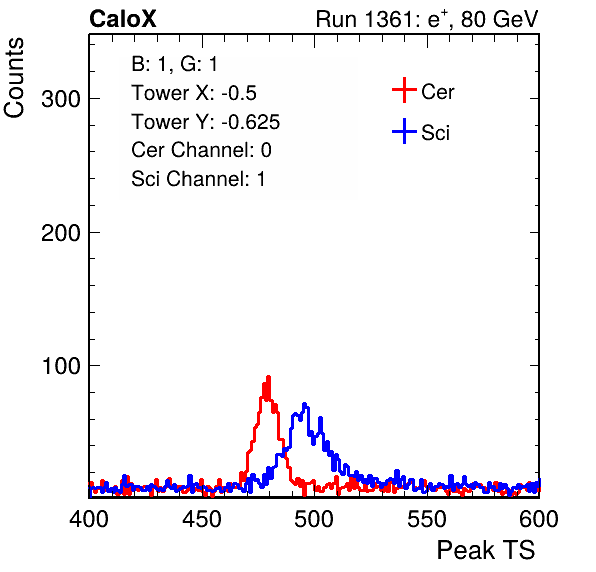 CaloX Run 1361: e⁺, 80 GeV
Counts
B: 1, G: 1
Tower X: -0.5
Tower Y: -0.625
Cer Channel: 0
Sci Channel: 1
Cer
Sci
300
200
100
400 450 500 550 600
Peak TS